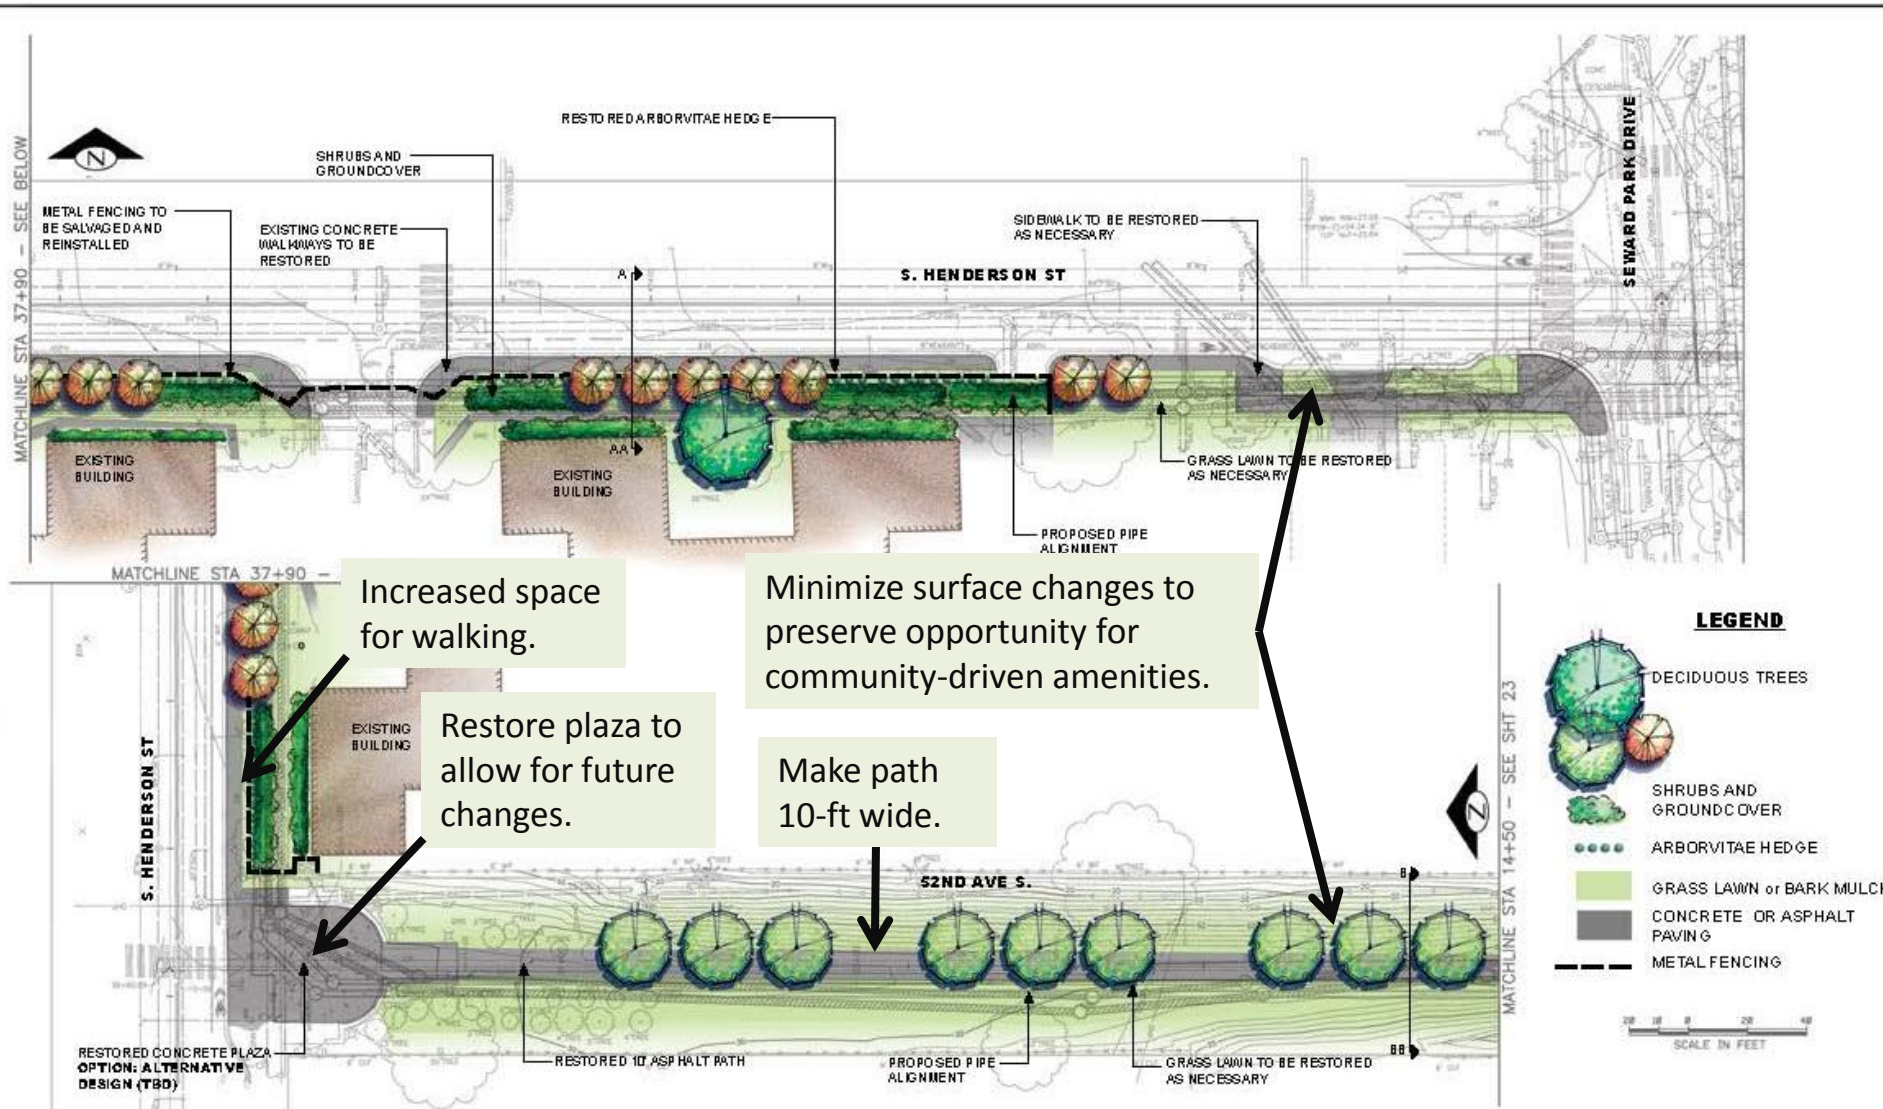 MATCHLINE STA 37+90 - SEE BELOW
N
RESTORED ARBORVITAE HEDGE
SHRUBS AND
GROUNDCOVER
METAL FENCING TO
BE SALVAGED AND
REINSTALLED
EXISTING CONCRETE
WALKWAYS TO BE
RESTORED
SIDEWALK TO BE RESTORED
AS NECESSARY
A
S. HENDERSON ST
SEWARD PARK DRIVE
AA
EXISTING
BUILDING
EXISTING
BUILDING
GRASS LAWN TO BE RESTORED
AS NECESSARY
PROPOSED PIPE
ALIGNMENT
MATCHLINE STA 37+90 -
Increased space
for walking.
Minimize surface changes to
preserve opportunity for
community-driven amenities.
Restore plaza to
allow for future
changes.
Make path
10-ft wide.
EXISTING
BUILDING
S. HENDERSON ST
52ND AVE S.
B
BB
N
MATCHLINE STA 14+50 - SEE SHT 23
RESTORED CONCRETE PLAZA
OPTION: ALTERNATIVE
DESIGN (TBD)
RESTORED 10' ASPHALT PATH
PROPOSED PIPE
ALIGNMENT
GRASS LAWN TO BE RESTORED
AS NECESSARY
LEGEND
DECIDUOUS TREES
SHRUBS AND
GROUNDCOVER
ARBORVITAE HEDGE
GRASS LAWN or BARK MULCH
CONCRETE OR ASPHALT
PAVING
METAL FENCING
20 10 0 20 40
SCALE IN FEET